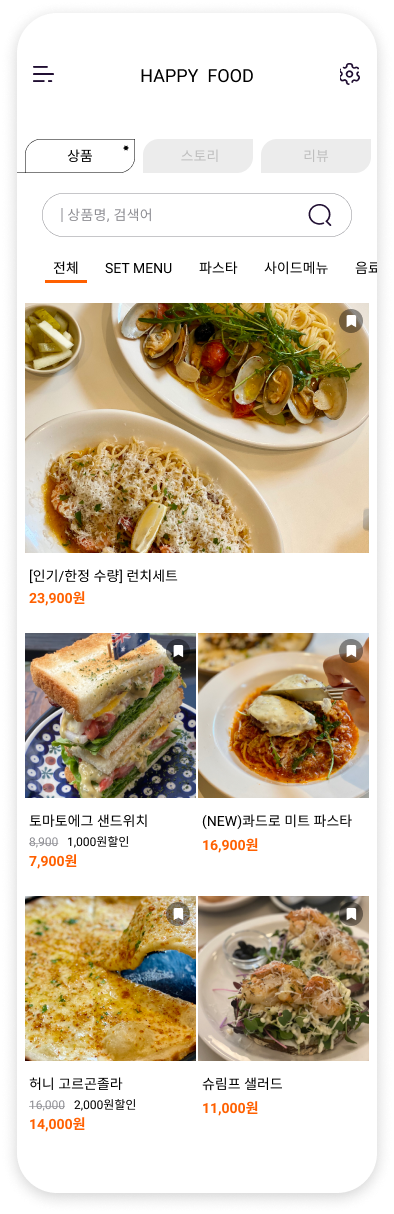 HAPPY FOOD
상품 스토리 리뷰
| 상품명, 검색어
전체 SET MENU 파스타 사이드메뉴 음료
[인기/한정 수량] 런치세트
23,900원
토마토에그 샌드위치
8,900 1,000원할인
7,900원
(NEW)콰드로 미트 파스타
16,900원
허니 고르곤졸라
16,000 2,000원할인
14,000원
슈림프 샐러드
11,000원